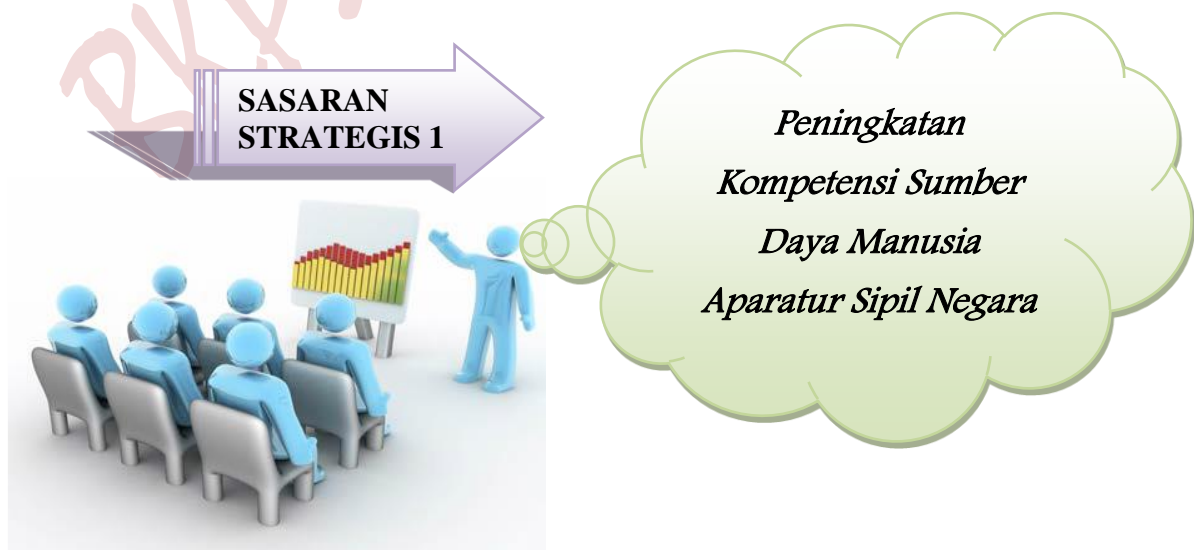 SASARAN
STRATEGIS 1
Peningkatan
Kompetensi Sumber
Daya Manusia
Aparatur Sipil Negara